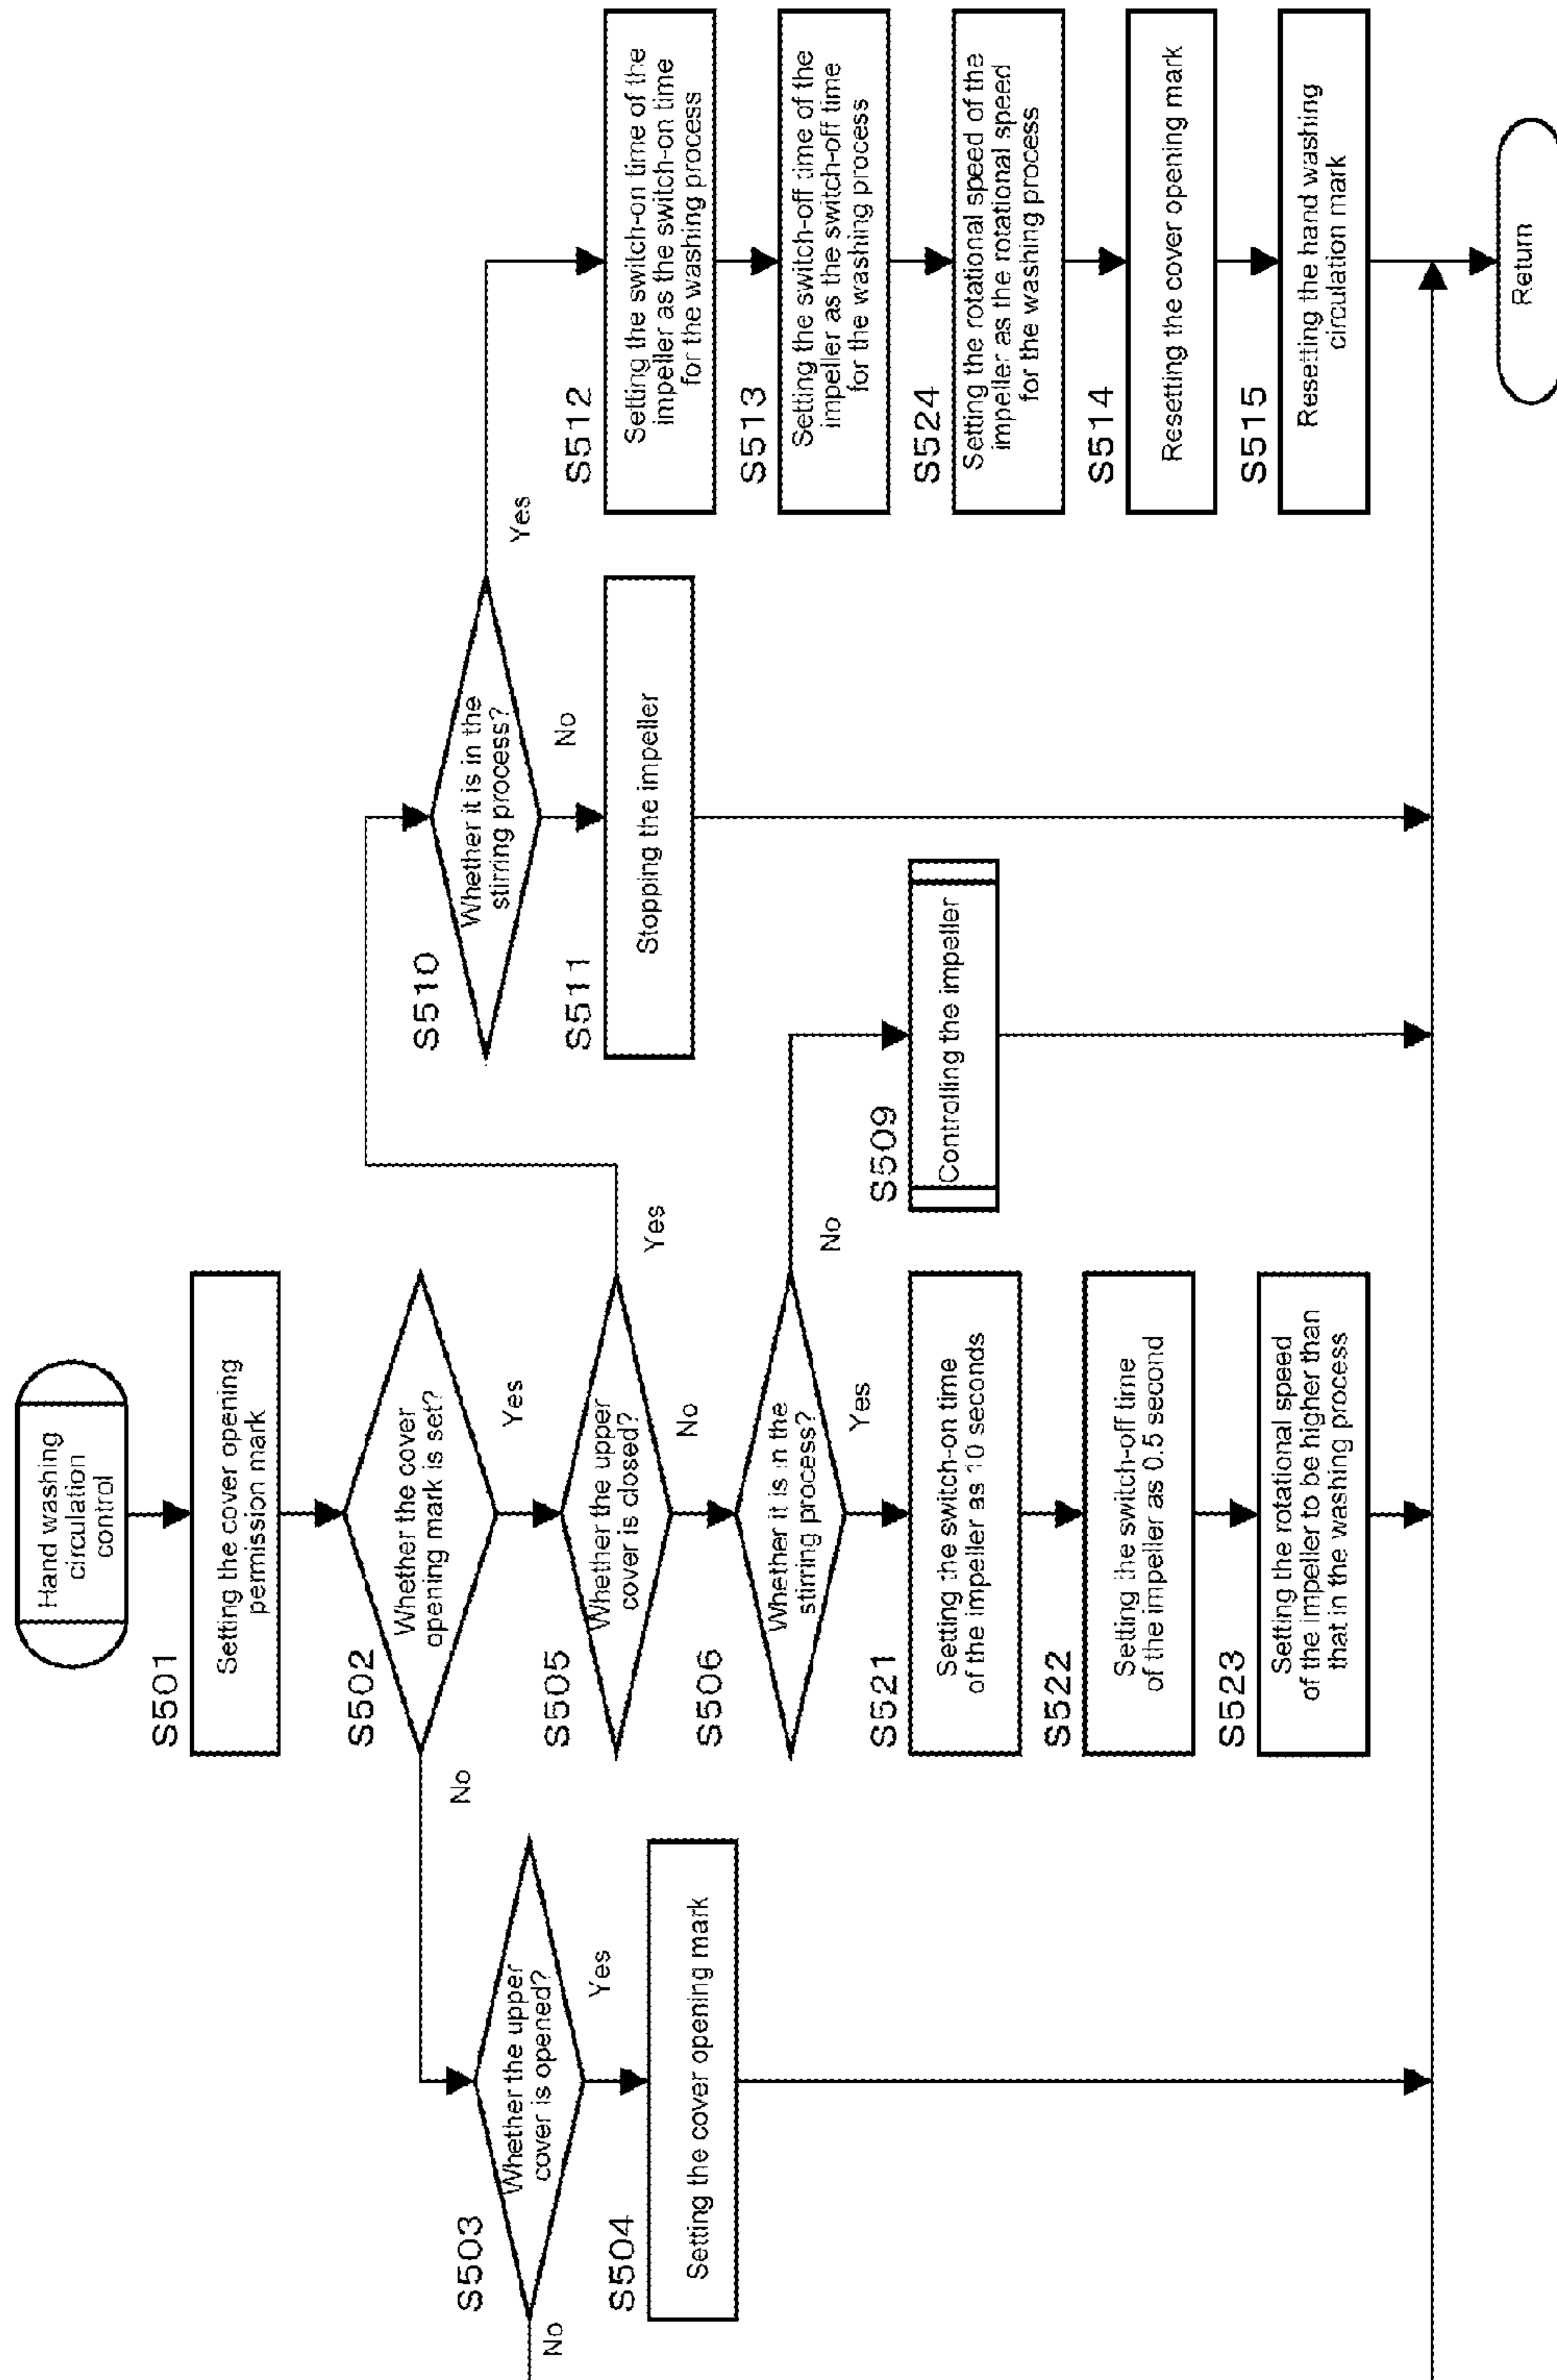 Hand washing
circulation
control
S501
Setting the cover opening
permission mark
S502
Whether the cover
opening mark is set?
No
Yes
S503
Whether the upper
cover is opened?
No
Yes
S504
Setting the cover opening mark
S505
Whether the upper
cover is closed?
Yes
No
S506
Whether it is in the
stirring process?
No
Yes
S521
Setting the switch-on time
of the impeller as 10 seconds
S522
Setting the switch-off time
of the impeller as 0.5 second
S523
Setting the rotational speed
of the impeller to be higher than
that in the washing process
S509
Controlling the impeller
S510
Whether it is in the
stirring process?
Yes
No
S511
Stopping the impeller
S512
Setting the switch-on time of the
impeller as the switch-on time
for the washing process
S513
Setting the switch-off time of the
impeller as the switch-off time
for the washing process
S524
Setting the rotational speed of the
impeller as the rotational speed
for the washing process
S514
Resetting the cover opening mark
S515
Resetting the hand washing
circulation mark
Return